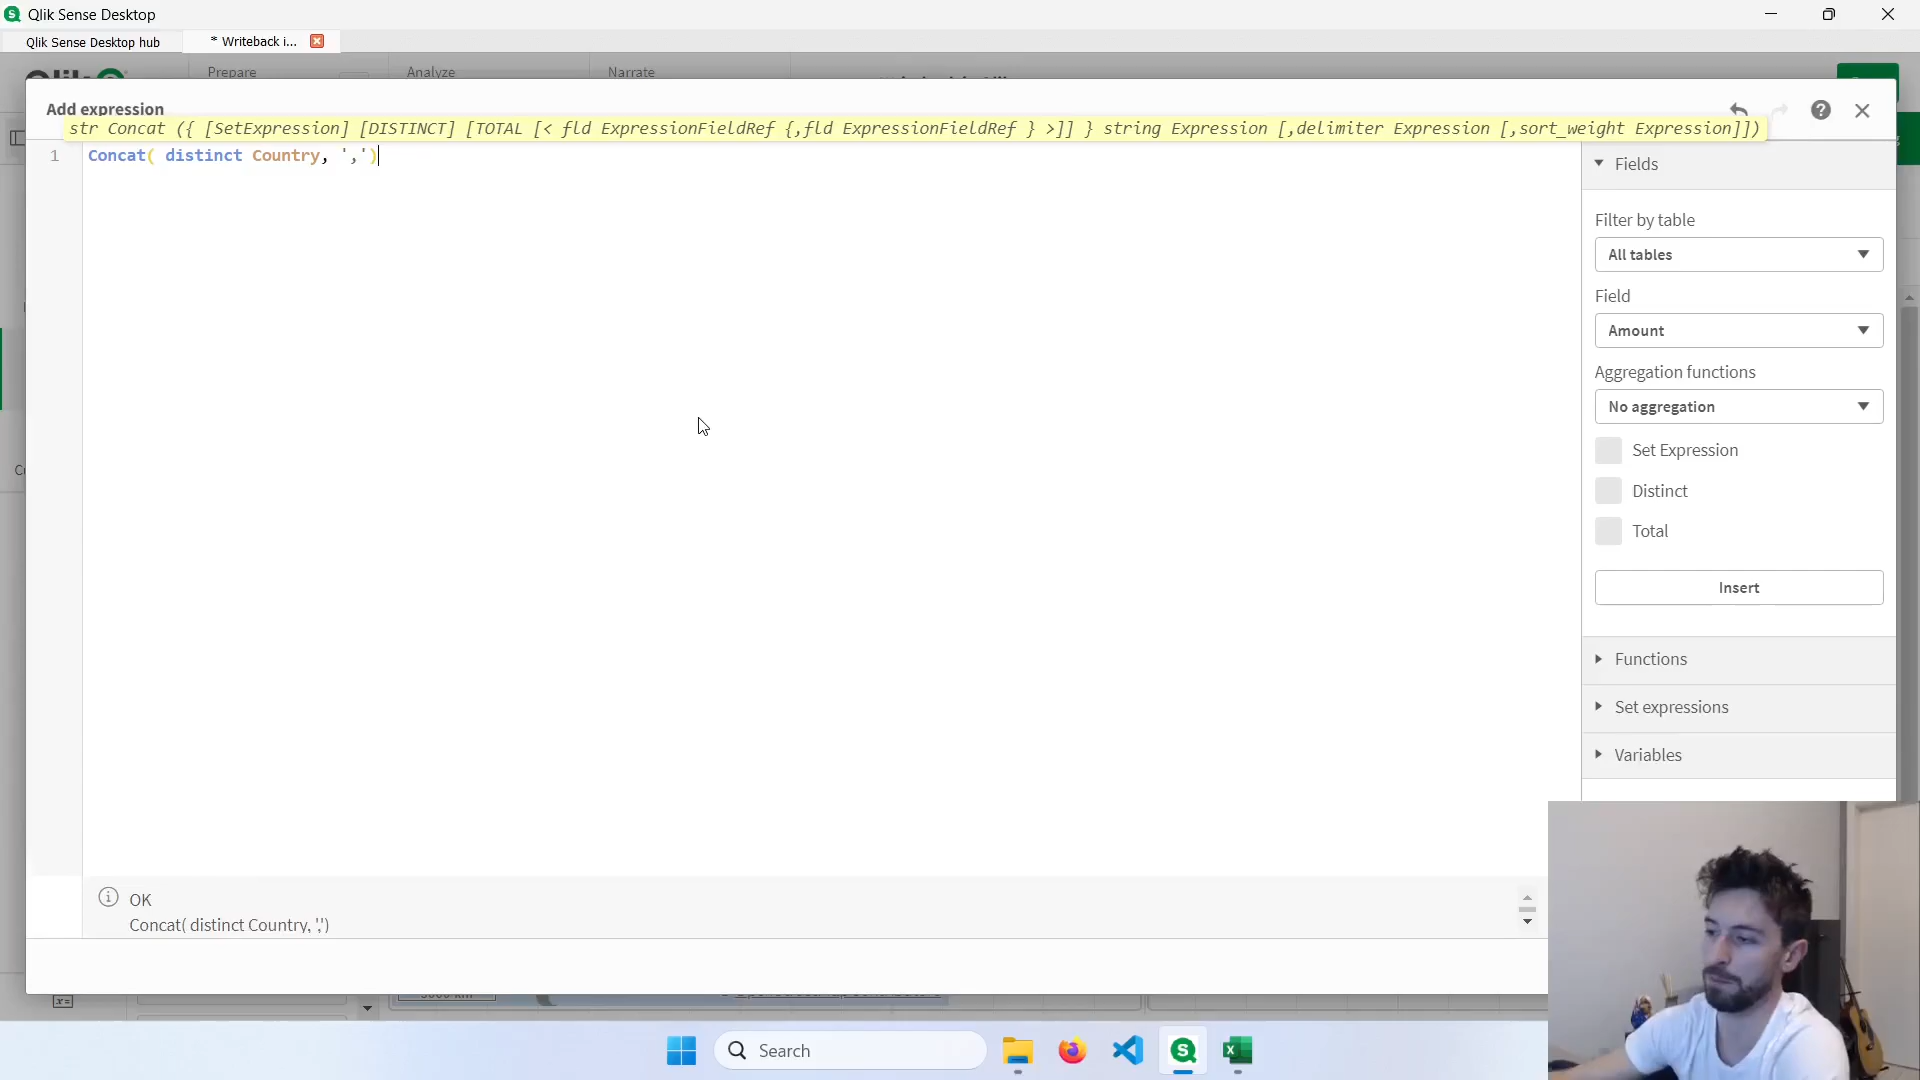 Qlik Sense Desktop
Qlik Sense Desktop hub
* Writeback i...
Prepare
Analyze
Narrate
Add expression
str Concat ({ [SetExpression] [DISTINCT] [TOTAL [< fld ExpressionFieldRef {,fld ExpressionFieldRef } >]] } string Expression [,delimiter Expression [,sort_weight Expression]])
1
Concat( distinct Country, ',')
Fields
Filter by table
All tables
Field
Amount
Aggregation functions
No aggregation
Set Expression
Distinct
Total
Insert
Functions
Set expressions
Variables
OK
Concat( distinct Country, ',')
Search